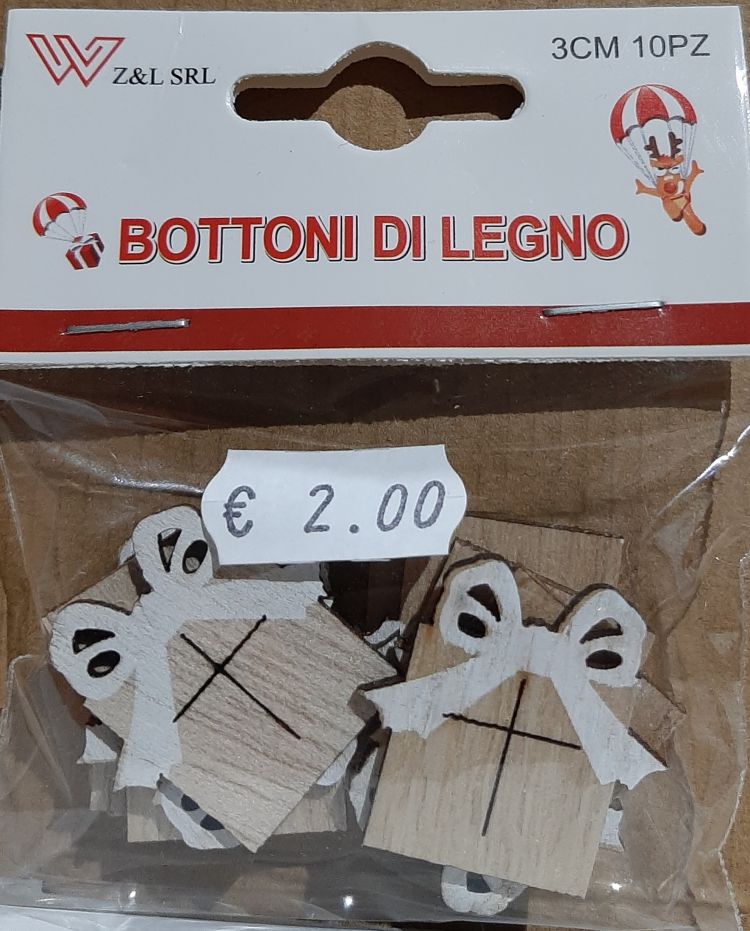 W Z&L SRL
3CM 10PZ
BOTTONI DI LEGNO
€ 2.00